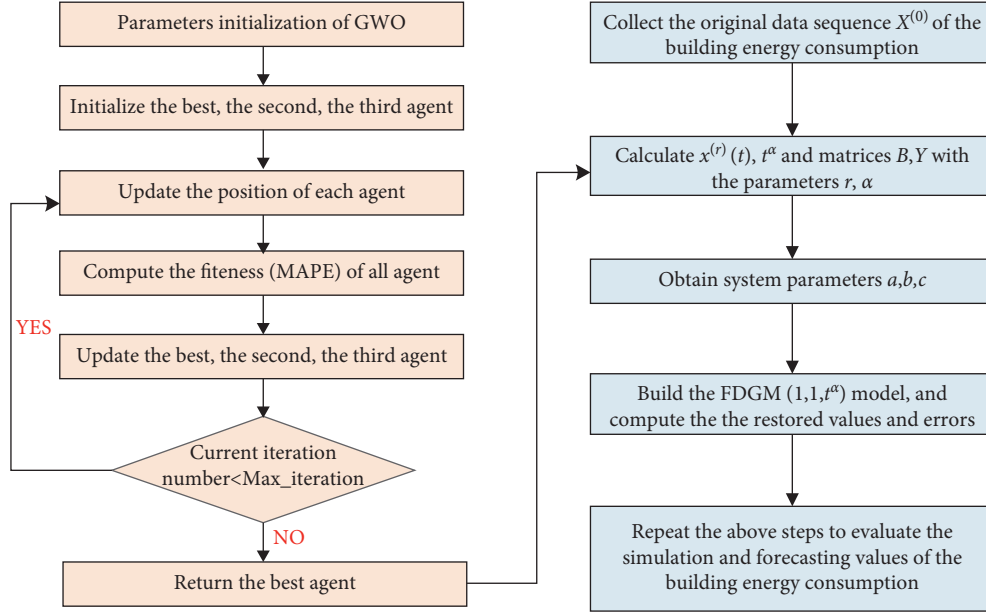 Parameters initialization of GWO
Initialize the best, the second, the third agent
Update the position of each agent
Compute the fiteness (MAPE) of all agent
YES
Update the best, the second, the third agent
Current iteration
number<Max_iteration
NO
Return the best agent
Collect the original data sequence X⁽⁰⁾ of the
building energy consumption
Calculate x⁽ʳ⁾ (t), tᵅ and matrices B,Y with
the parameters r, α
Obtain system parameters a,b,c
Build the FDGM (1,1,tᵅ) model, and
compute the the restored values and errors
Repeat the above steps to evaluate the
simulation and forecasting values of the
building energy consumption